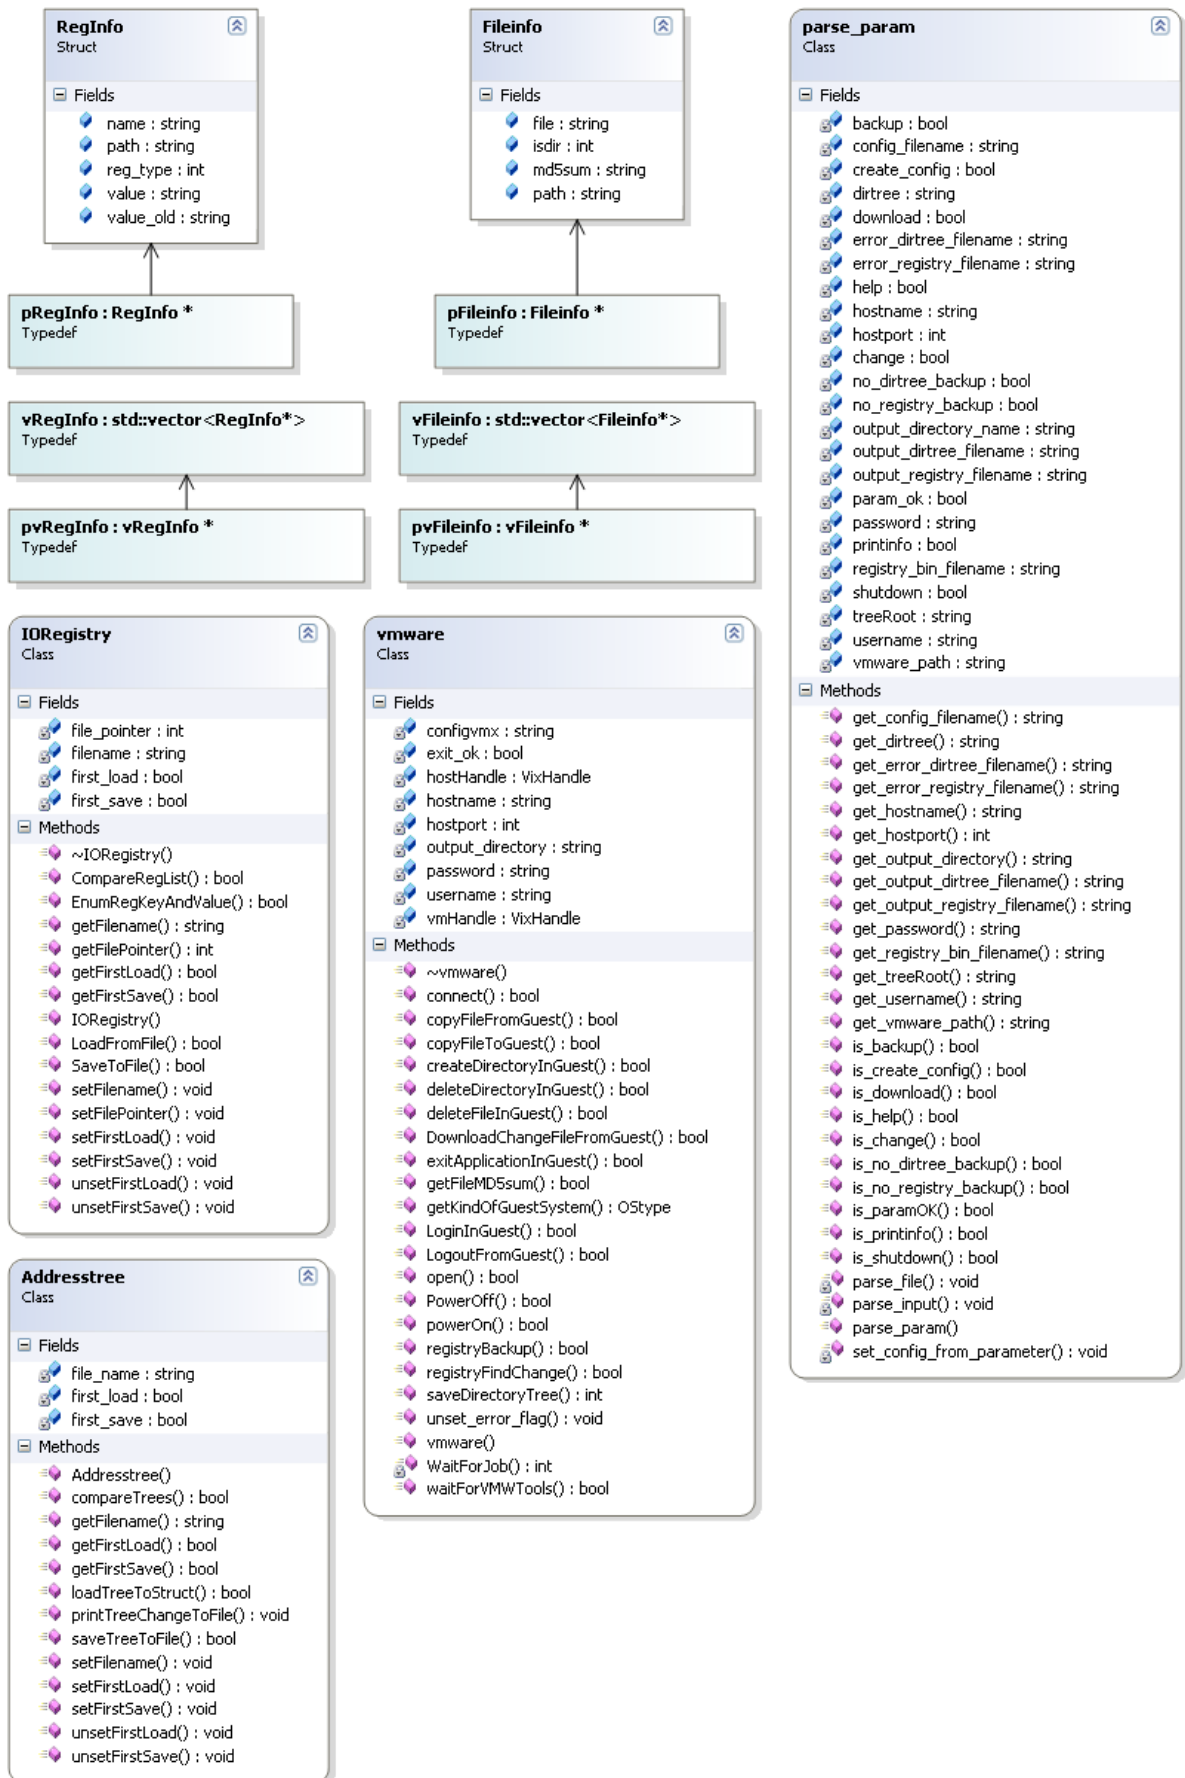 RegInfo
Struct
Fields
name : string
path : string
reg_type : int
value : string
value_old : string
pRegInfo : RegInfo *
Typedef
Fileinfo
Struct
Fields
file : string
isdir : int
md5sum : string
path : string
pFileinfo : Fileinfo *
Typedef
vRegInfo : std::vector<RegInfo*>
Typedef
pvRegInfo : vRegInfo *
Typedef
vFileinfo : std::vector<Fileinfo*>
Typedef
pvFileinfo : vFileinfo *
Typedef
IORegistry
Class
Fields
file_pointer : int
filename : string
first_load : bool
first_save : bool
Methods
~IORegistry()
CompareRegList() : bool
EnumRegKeyAndValue() : bool
getFilename() : string
getFilePointer() : int
getFirstLoad() : bool
getFirstSave() : bool
IORegistry()
LoadFromFile() : bool
SaveToFile() : bool
setFilename() : void
setFilePointer() : void
setFirstLoad() : void
setFirstSave() : void
unsetFirstLoad() : void
unsetFirstSave() : void
Addresstree
Class
Fields
file_name : string
first_load : bool
first_save : bool
Methods
Addresstree()
compareTrees() : bool
getFilename() : string
getFirstLoad() : bool
getFirstSave() : bool
loadTreeToStruct() : bool
printTreeChangeToFile() : void
saveTreeToFile() : bool
setFilename() : void
setFirstLoad() : void
setFirstSave() : void
unsetFirstLoad() : void
unsetFirstSave() : void
vmware
Class
Fields
configvmx : string
exit_ok : bool
hostHandle : VixHandle
hostname : string
hostport : int
output_directory : string
password : string
username : string
vmHandle : VixHandle
Methods
~vmware()
connect() : bool
copyFileFromGuest() : bool
copyFileToGuest() : bool
createDirectoryInGuest() : bool
deleteDirectoryInGuest() : bool
deleteFileInGuest() : bool
DownloadChangeFileFromGuest() : bool
exitApplicationInGuest() : bool
getFileMD5sum() : bool
getKindOfGuestSystem() : OStype
LoginInGuest() : bool
LogoutFromGuest() : bool
open() : bool
PowerOff() : bool
powerOn() : bool
registryBackup() : bool
registryFindChange() : bool
saveDirectoryTree() : int
unset_error_flag() : void
vmware()
WaitForJob() : int
waitForVMWTools() : bool
parse_param
Class
Fields
backup : bool
config_filename : string
create_config : bool
dirtree : string
download : bool
error_dirtree_filename : string
error_registry_filename : string
help : bool
hostname : string
hostport : int
change : bool
no_dirtree_backup : bool
no_registry_backup : bool
output_directory_name : string
output_dirtree_filename : string
output_registry_filename : string
param_ok : bool
password : string
printinfo : bool
registry_bin_filename : string
shutdown : bool
treeRoot : string
username : string
vmware_path : string
Methods
get_config_filename() : string
get_dirtree() : string
get_error_dirtree_filename() : string
get_error_registry_filename() : string
get_hostname() : string
get_hostport() : int
get_output_directory() : string
get_output_dirtree_filename() : string
get_output_registry_filename() : string
get_password() : string
get_registry_bin_filename() : string
get_treeRoot() : string
get_username() : string
get_vmware_path() : string
is_backup() : bool
is_create_config() : bool
is_download() : bool
is_help() : bool
is_change() : bool
is_no_dirtree_backup() : bool
is_no_registry_backup() : bool
is_paramOK() : bool
is_printinfo() : bool
is_shutdown() : bool
parse_file() : void
parse_input() : void
parse_param()
set_config_from_parameter() : void